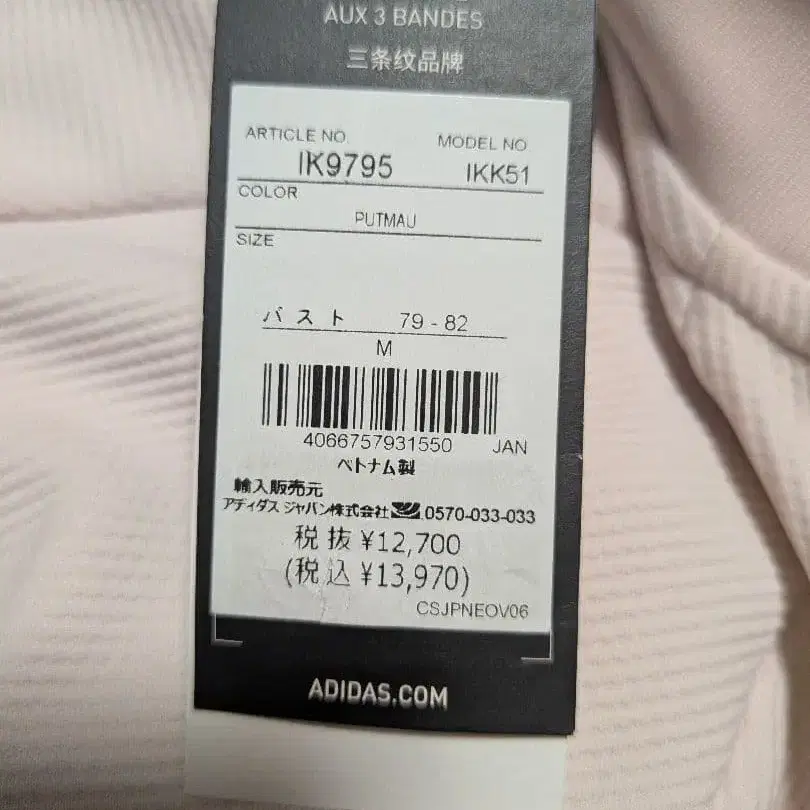 AUX 3 BANDES
三条纹品牌
ARTICLE NO. MODEL NO
IK9795 IKK51
COLOR
PUTMAU
SIZE
バスト 79 - 82
M
4066757931550 JAN
ベトナム製
輸入販売元
アディダス ジャパン株式会社 0570-033-033
税抜 ¥12,700
(税込 ¥13,970)
CSJPNEOV06
ADIDAS.COM